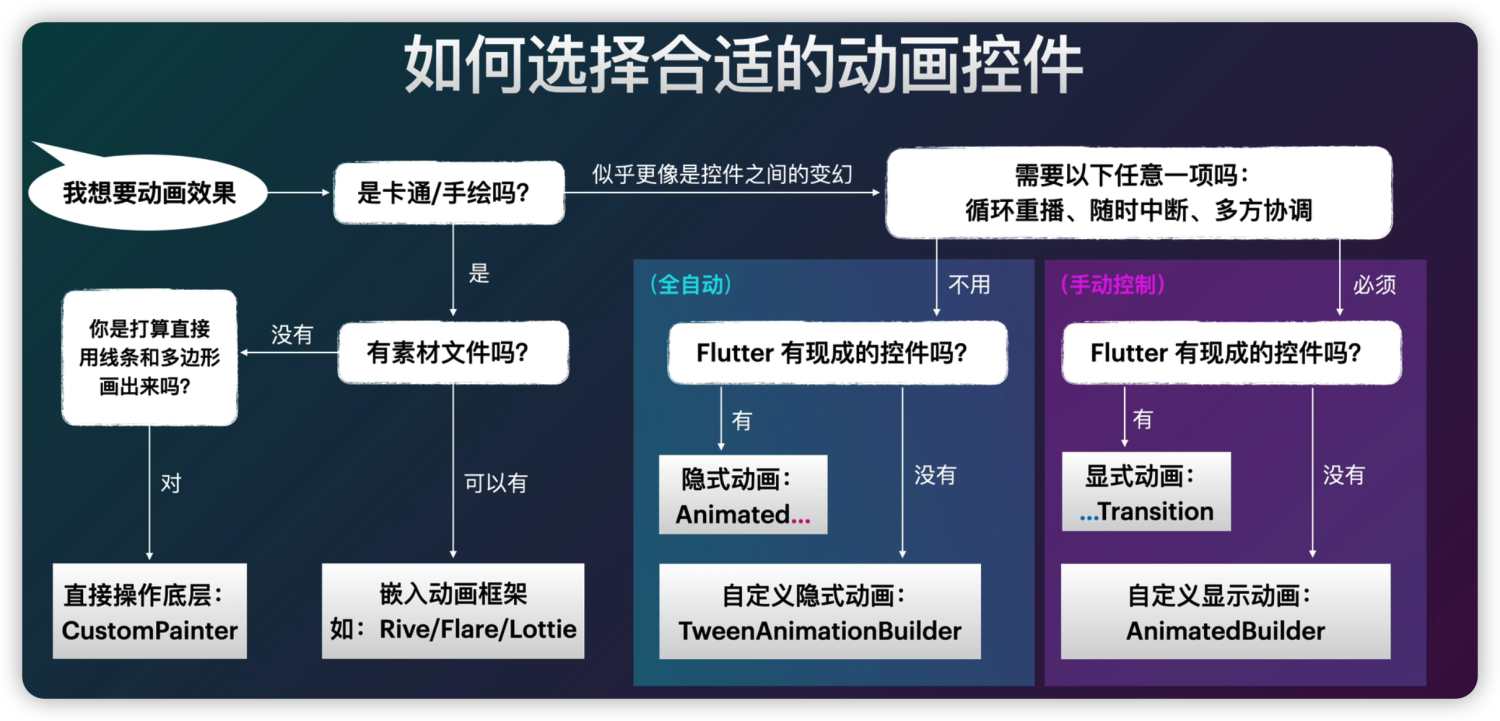 如何选择合适的动画控件
我想要动画效果
是卡通/手绘吗？
似乎更像是控件之间的变幻
需要以下任意一项吗：
循环重播、随时中断、多方协调
是
（全自动）
不用
（手动控制）
必须
你是打算直接
用线条和多边形
画出来吗？
没有
有素材文件吗？
Flutter 有现成的控件吗？
Flutter 有现成的控件吗？
对
可以有
有
隐式动画：
Animated...
没有
有
显式动画：
...Transition
没有
直接操作底层：
CustomPainter
嵌入动画框架
如：Rive/Flare/Lottie
自定义隐式动画：
TweenAnimationBuilder
自定义显示动画：
AnimatedBuilder